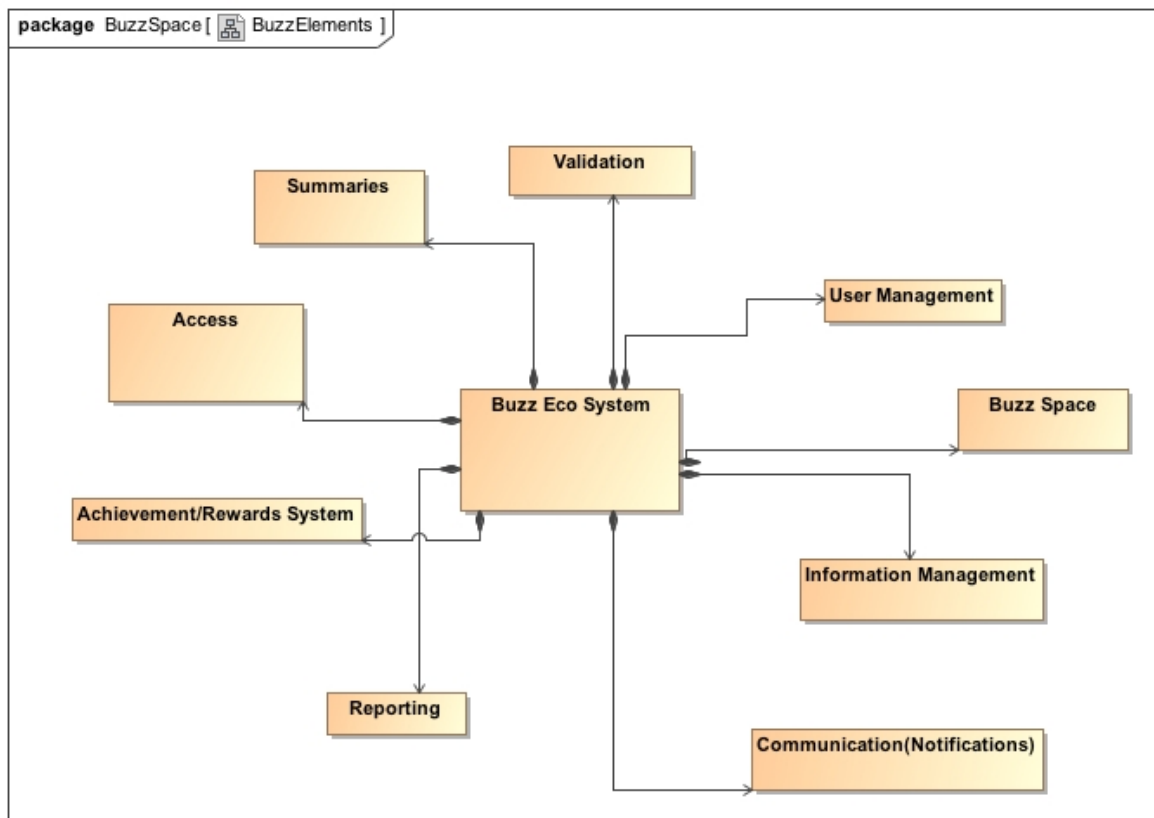 package BuzzSpace [ BuzzElements ]
Validation
Summaries
User Management
Access
Buzz Eco System
Buzz Space
Achievement/Rewards System
Information Management
Reporting
Communication(Notifications)